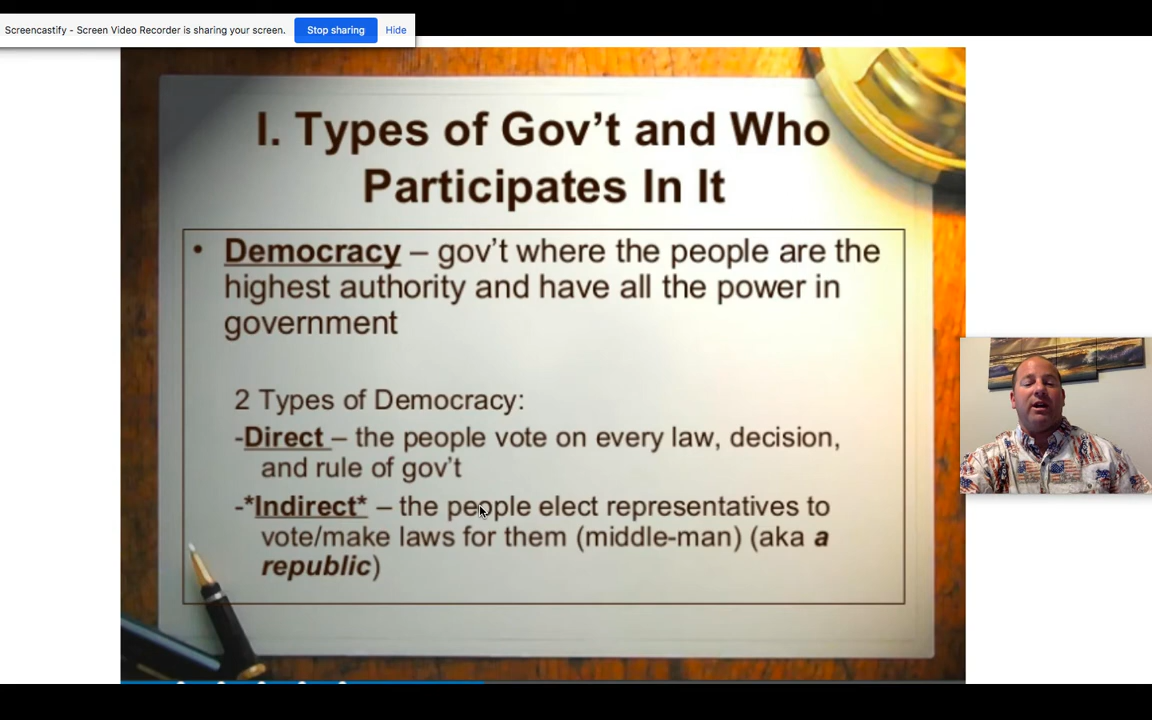 Screencastify - Screen Video Recorder is sharing your screen. Stop sharing Hide
I. Types of Gov't and Who
Participates In It
• Democracy – gov't where the people are the
highest authority and have all the power in
government
2 Types of Democracy:
-Direct – the people vote on every law, decision,
and rule of gov't
-*Indirect* – the people elect representatives to
vote/make laws for them (middle-man) (aka a
republic)